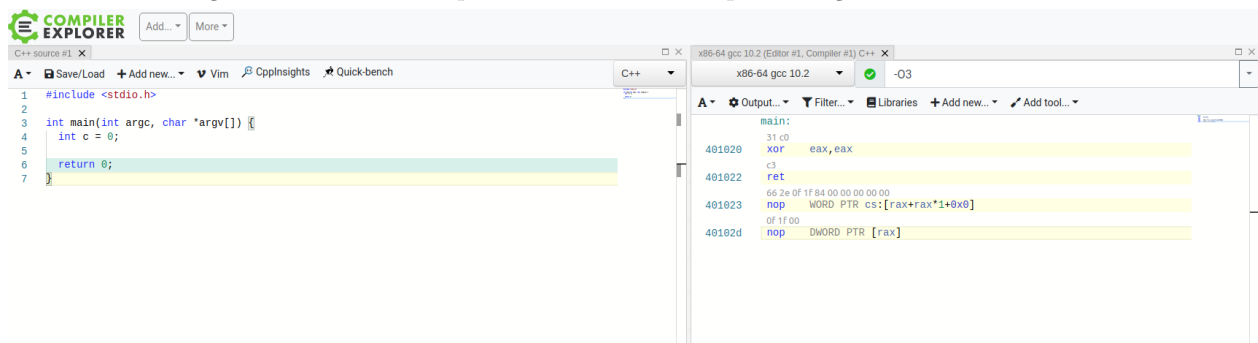 COMPILER
EXPLORER
Add...
More
C++ source #1 X
A Save/Load + Add new... Vim CppInsights Quick-bench C++
1 #include <stdio.h>
2
3 int main(int argc, char *argv[]) {
4 int c = 0;
5
6 return 0;
7 }
x86-64 gcc 10.2 (Editor #1, Compiler #1) C++ X
x86-64 gcc 10.2 -O3
A Output... Filter... Libraries + Add new... Add tool...
main:
31 c0
401020 xor eax,eax
c3
401022 ret
66 2e 0f 1f 84 00 00 00 00 00
401023 nop WORD PTR cs:[rax+rax*1+0x0]
0f 1f 00
40102d nop DWORD PTR [rax]